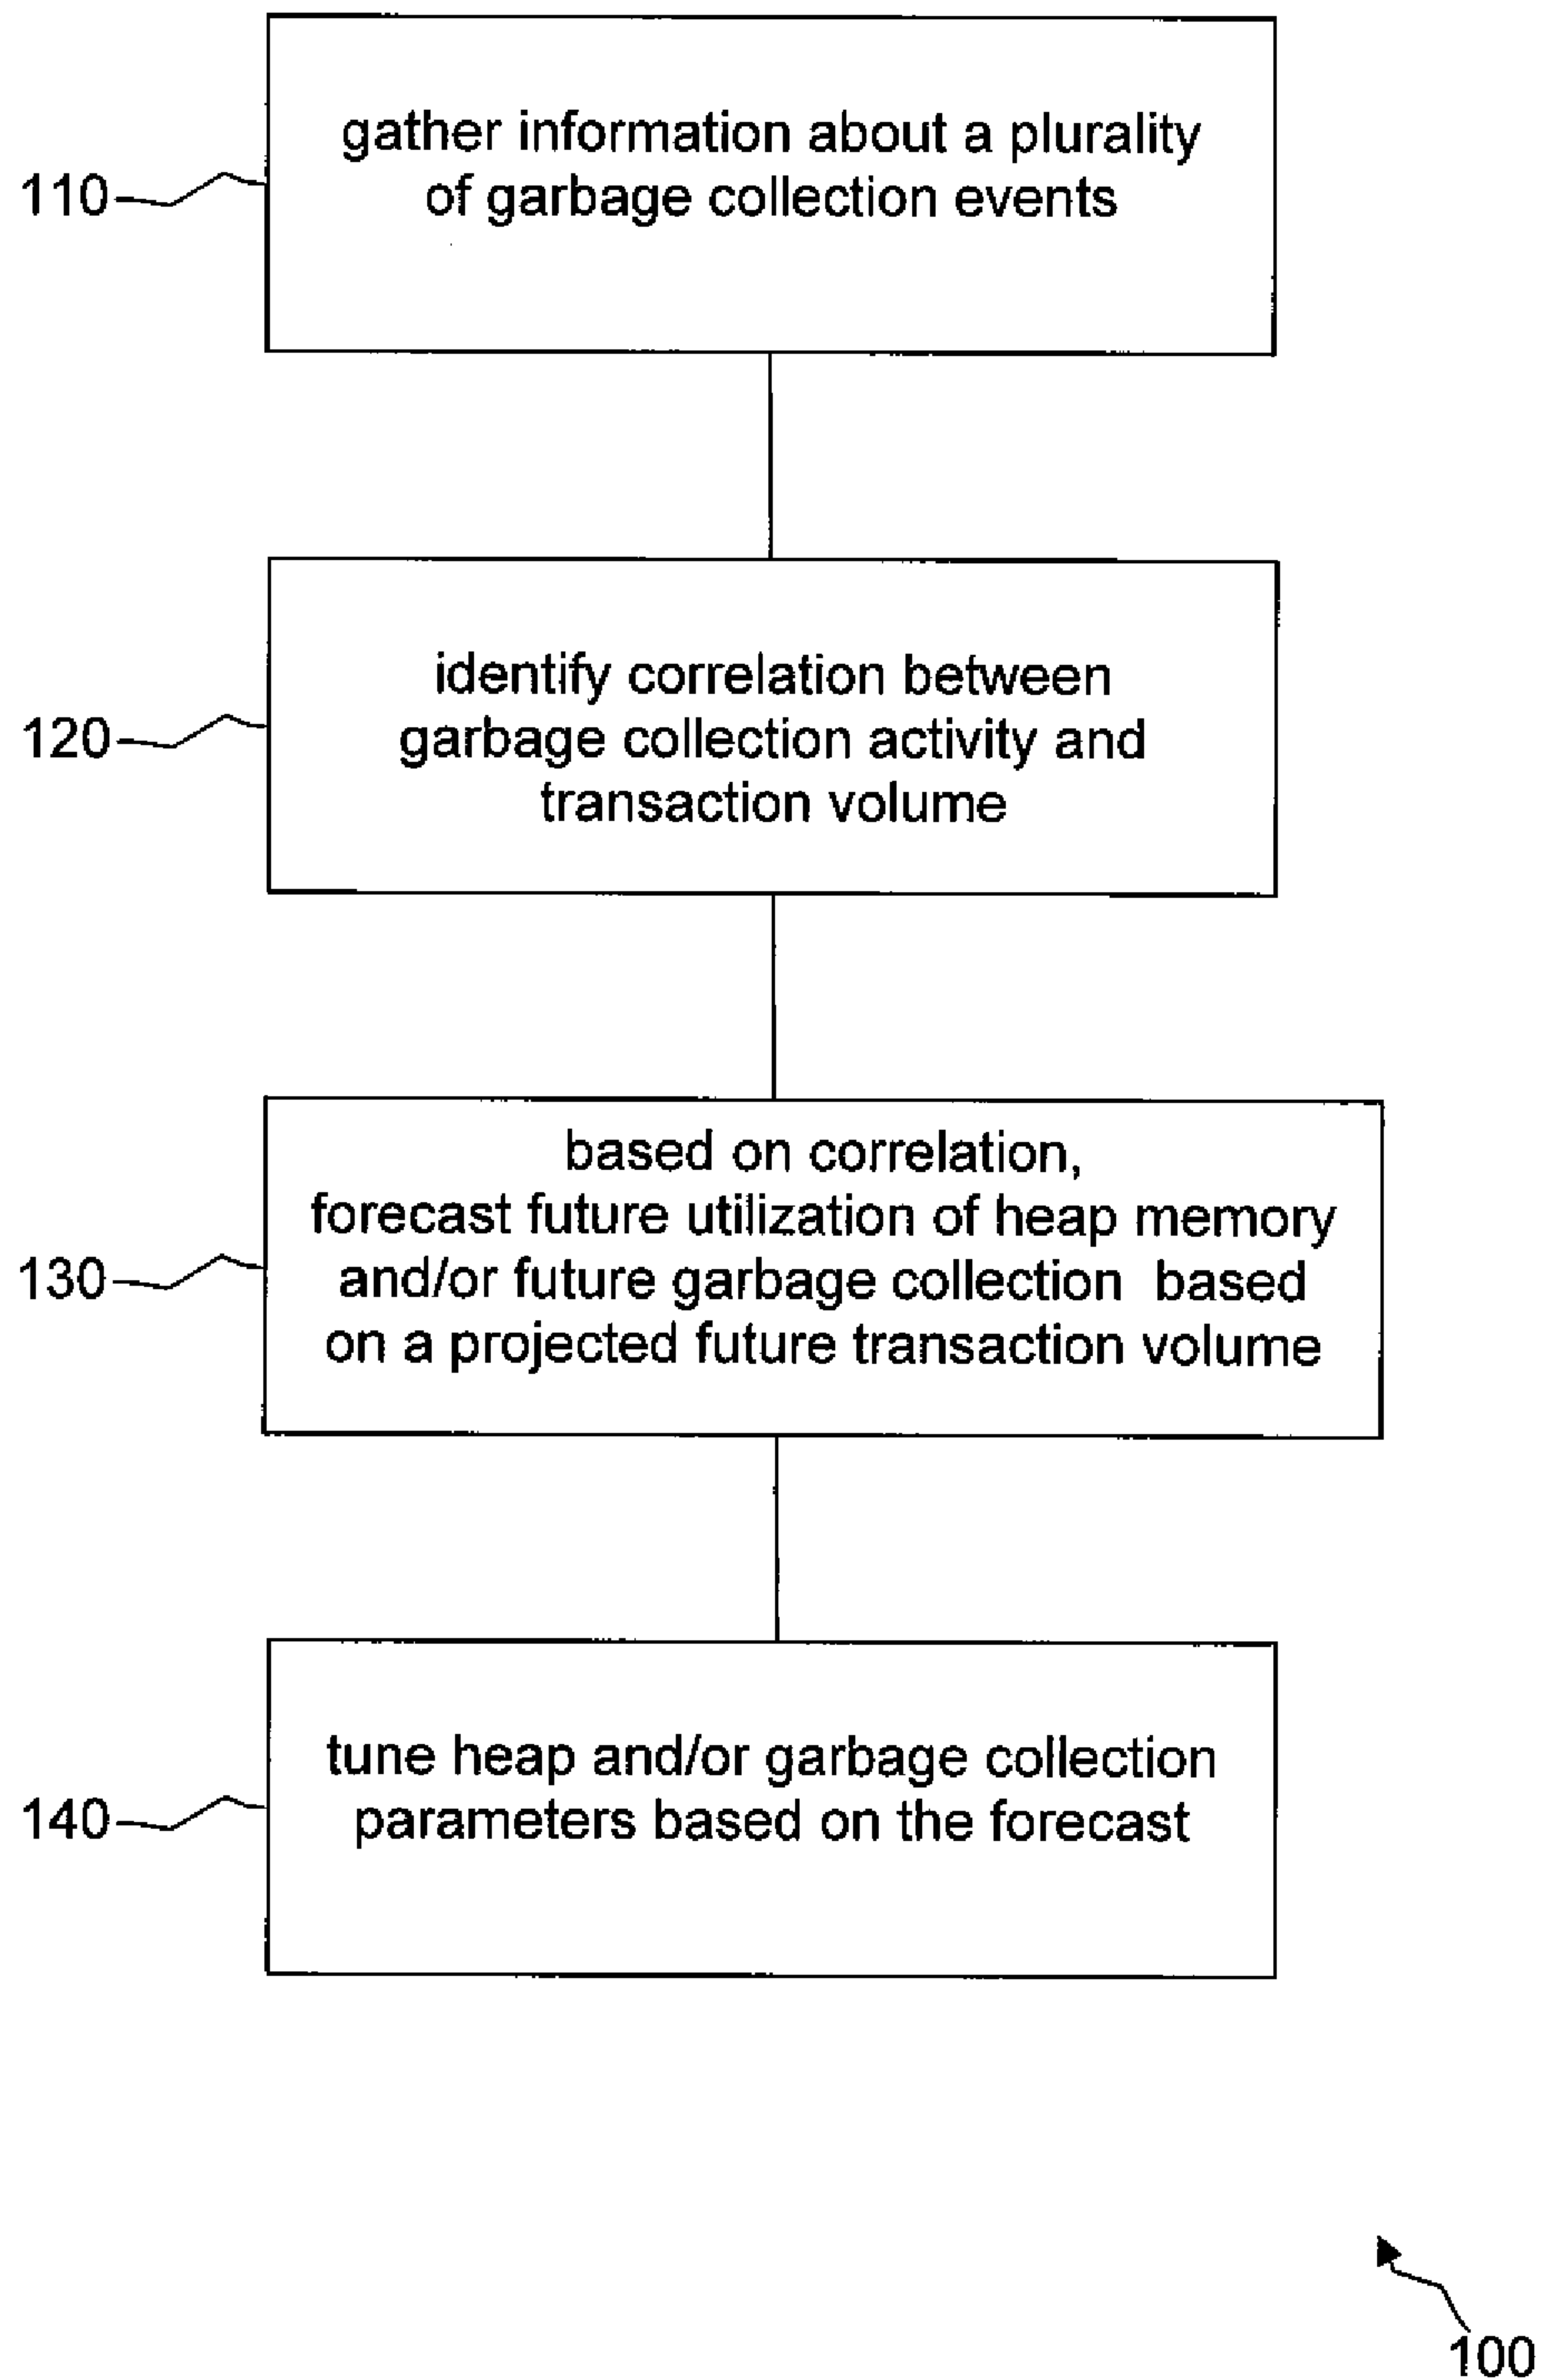 gather information about a plurality
of garbage collection events
110
identify correlation between
garbage collection activity and
transaction volume
120
based on correlation,
forecast future utilization of heap memory
and/or future garbage collection based
on a projected future transaction volume
130
tune heap and/or garbage collection
parameters based on the forecast
140
100